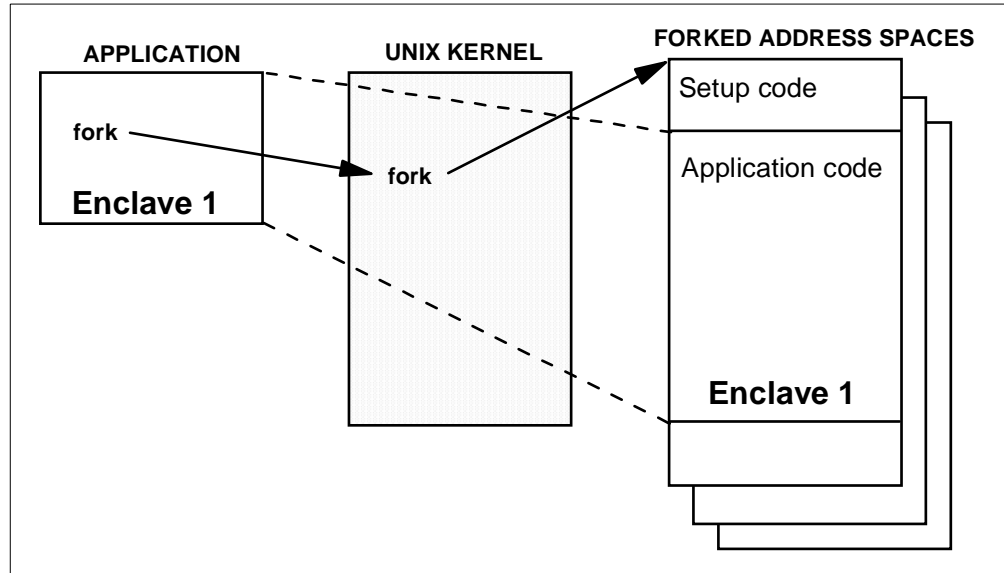 APPLICATION
UNIX KERNEL
FORKED ADDRESS SPACES
fork
Enclave 1
fork
Setup code
Application code
Enclave 1